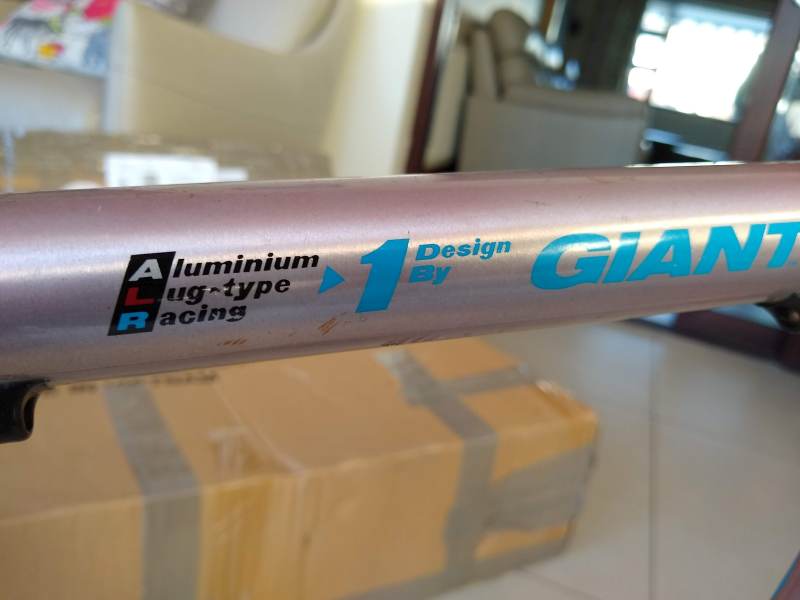 Aluminium
Lug-type
Racing
1 Design
By
GIANT